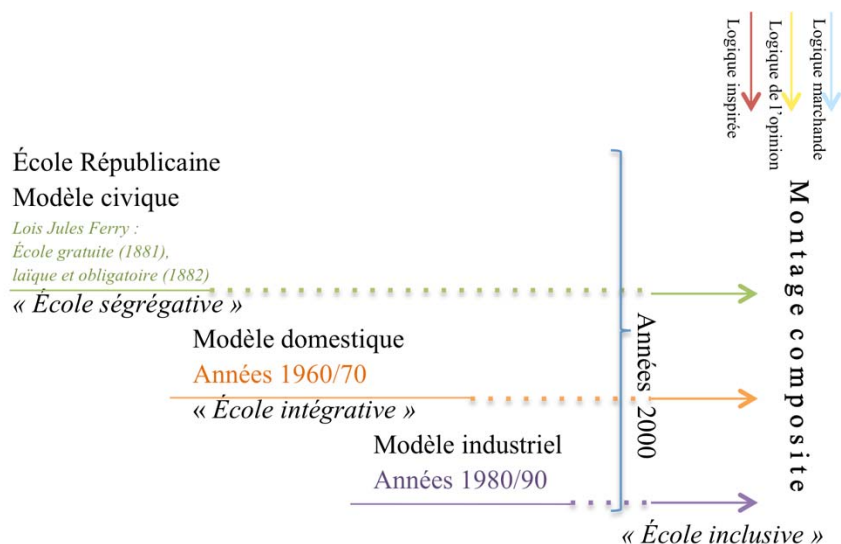 Logique inspirée
Logique de l'opinion
Logique marchande
École Républicaine
Modèle civique
Lois Jules Ferry :
École gratuite (1881),
laïque et obligatoire (1882)
« École ségrégative »
Modèle domestique
Années 1960/70
« École intégrative »
Modèle industriel
Années 1980/90
Années 2000
Montage composite
« École inclusive »